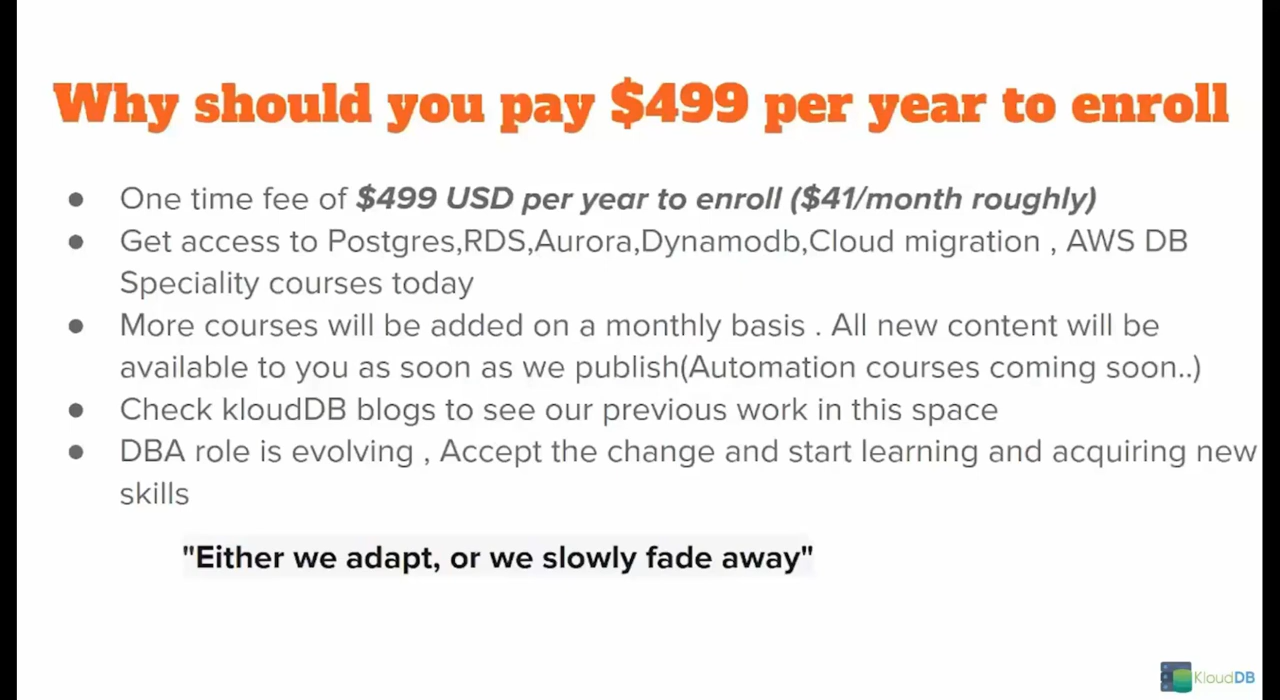 Why should you pay $499 per year to enroll
● One time fee of $499 USD per year to enroll ($41/month roughly)
● Get access to Postgres,RDS,Aurora,Dynamodb,Cloud migration , AWS DB
Speciality courses today
● More courses will be added on a monthly basis . All new content will be
available to you as soon as we publish(Automation courses coming soon..)
● Check kloudDB blogs to see our previous work in this space
● DBA role is evolving , Accept the change and start learning and acquiring new
skills
"Either we adapt, or we slowly fade away"
KloudDB